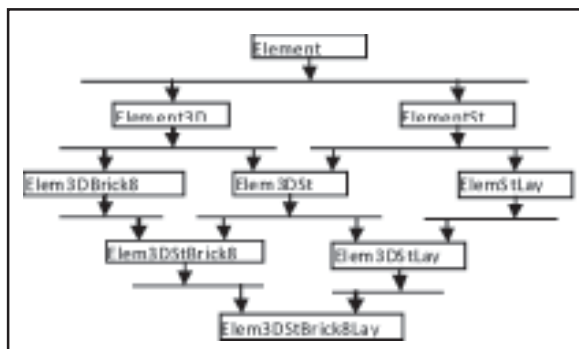 Element
Element3D
ElementSt
Elem3DBrick8
Elem3DSt
ElemStLay
Elem3DStBrick8
Elem3DStLay
Elem3DStBrick8Lay